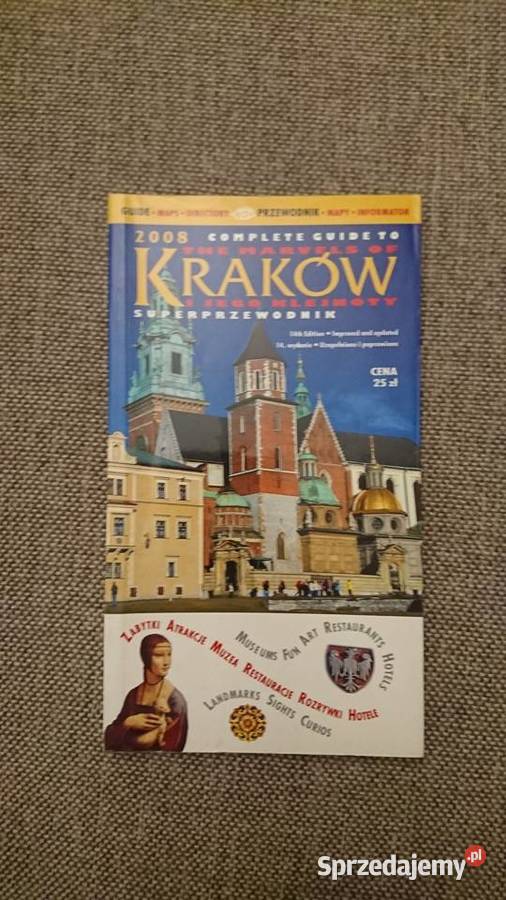 GUIDE • MAPS • DIRECTORY PRZEWODNIK • MAPY • INFORMATOR
2008 COMPLETE GUIDE TO
THE MARVELS OF
KRAKÓW
I JEGO KLEJNOTY
SUPERPRZEWODNIK
14th Edition • Improved and updated
14. wydanie • Uzupełnione i poprawione
CENA
25 zł
ZABYTKI ATRAKCJE MUZEA RESTAURACJE ROZRYWKI HOTELE
MUSEUMS FUN ART RESTAURANTS HOTELS
LANDMARKS SIGHTS CURIOS
Sprzedajemy.pl